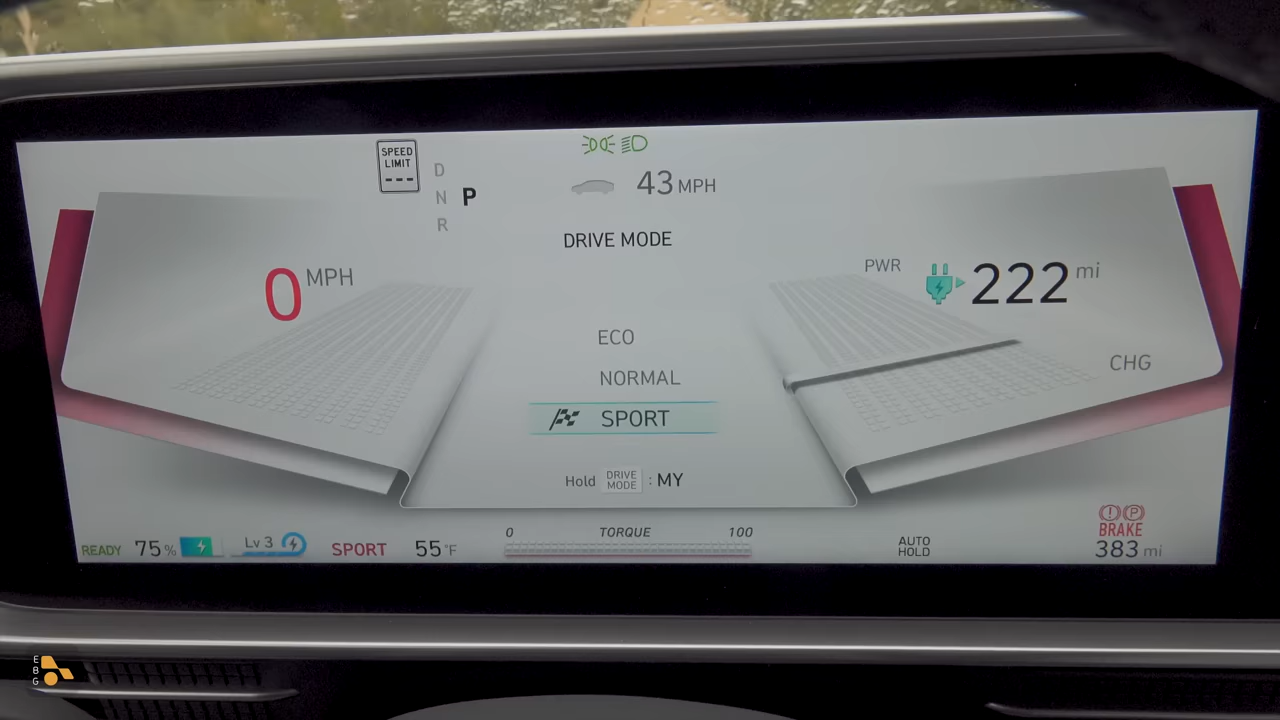 SPEED
LIMIT
---
D
N P
R
43 MPH
DRIVE MODE
0 MPH
PWR
222 mi
ECO
NORMAL
CHG
SPORT
Hold DRIVE MODE : MY
0 TORQUE 100
BRAKE
READY 75% Lv 3 SPORT 55°F
AUTO
HOLD
383 mi
E
B
G